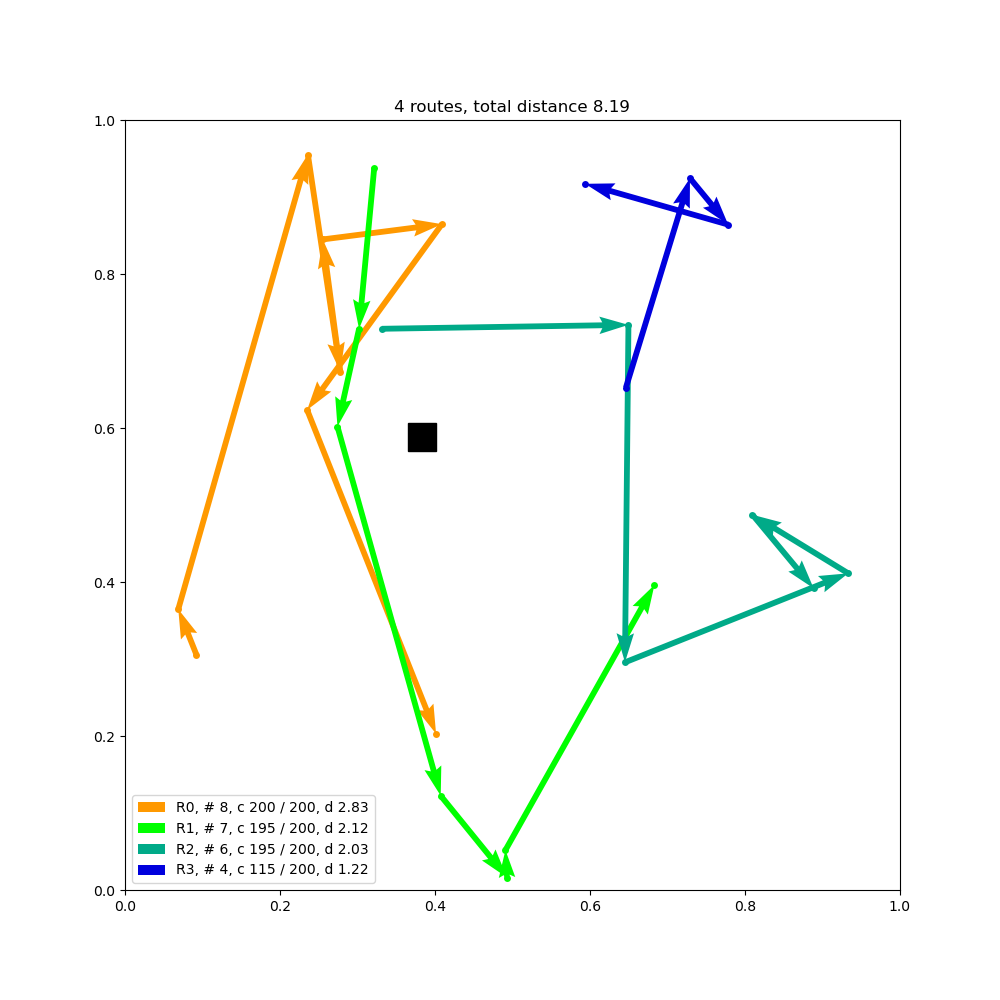 4 routes, total distance 8.19
1.0
0.8
0.6
0.4
0.2
0.0
R0, # 8, c 200 / 200, d 2.83
R1, # 7, c 195 / 200, d 2.12
R2, # 6, c 195 / 200, d 2.03
R3, # 4, c 115 / 200, d 1.22
0.0 0.2 0.4 0.6 0.8 1.0